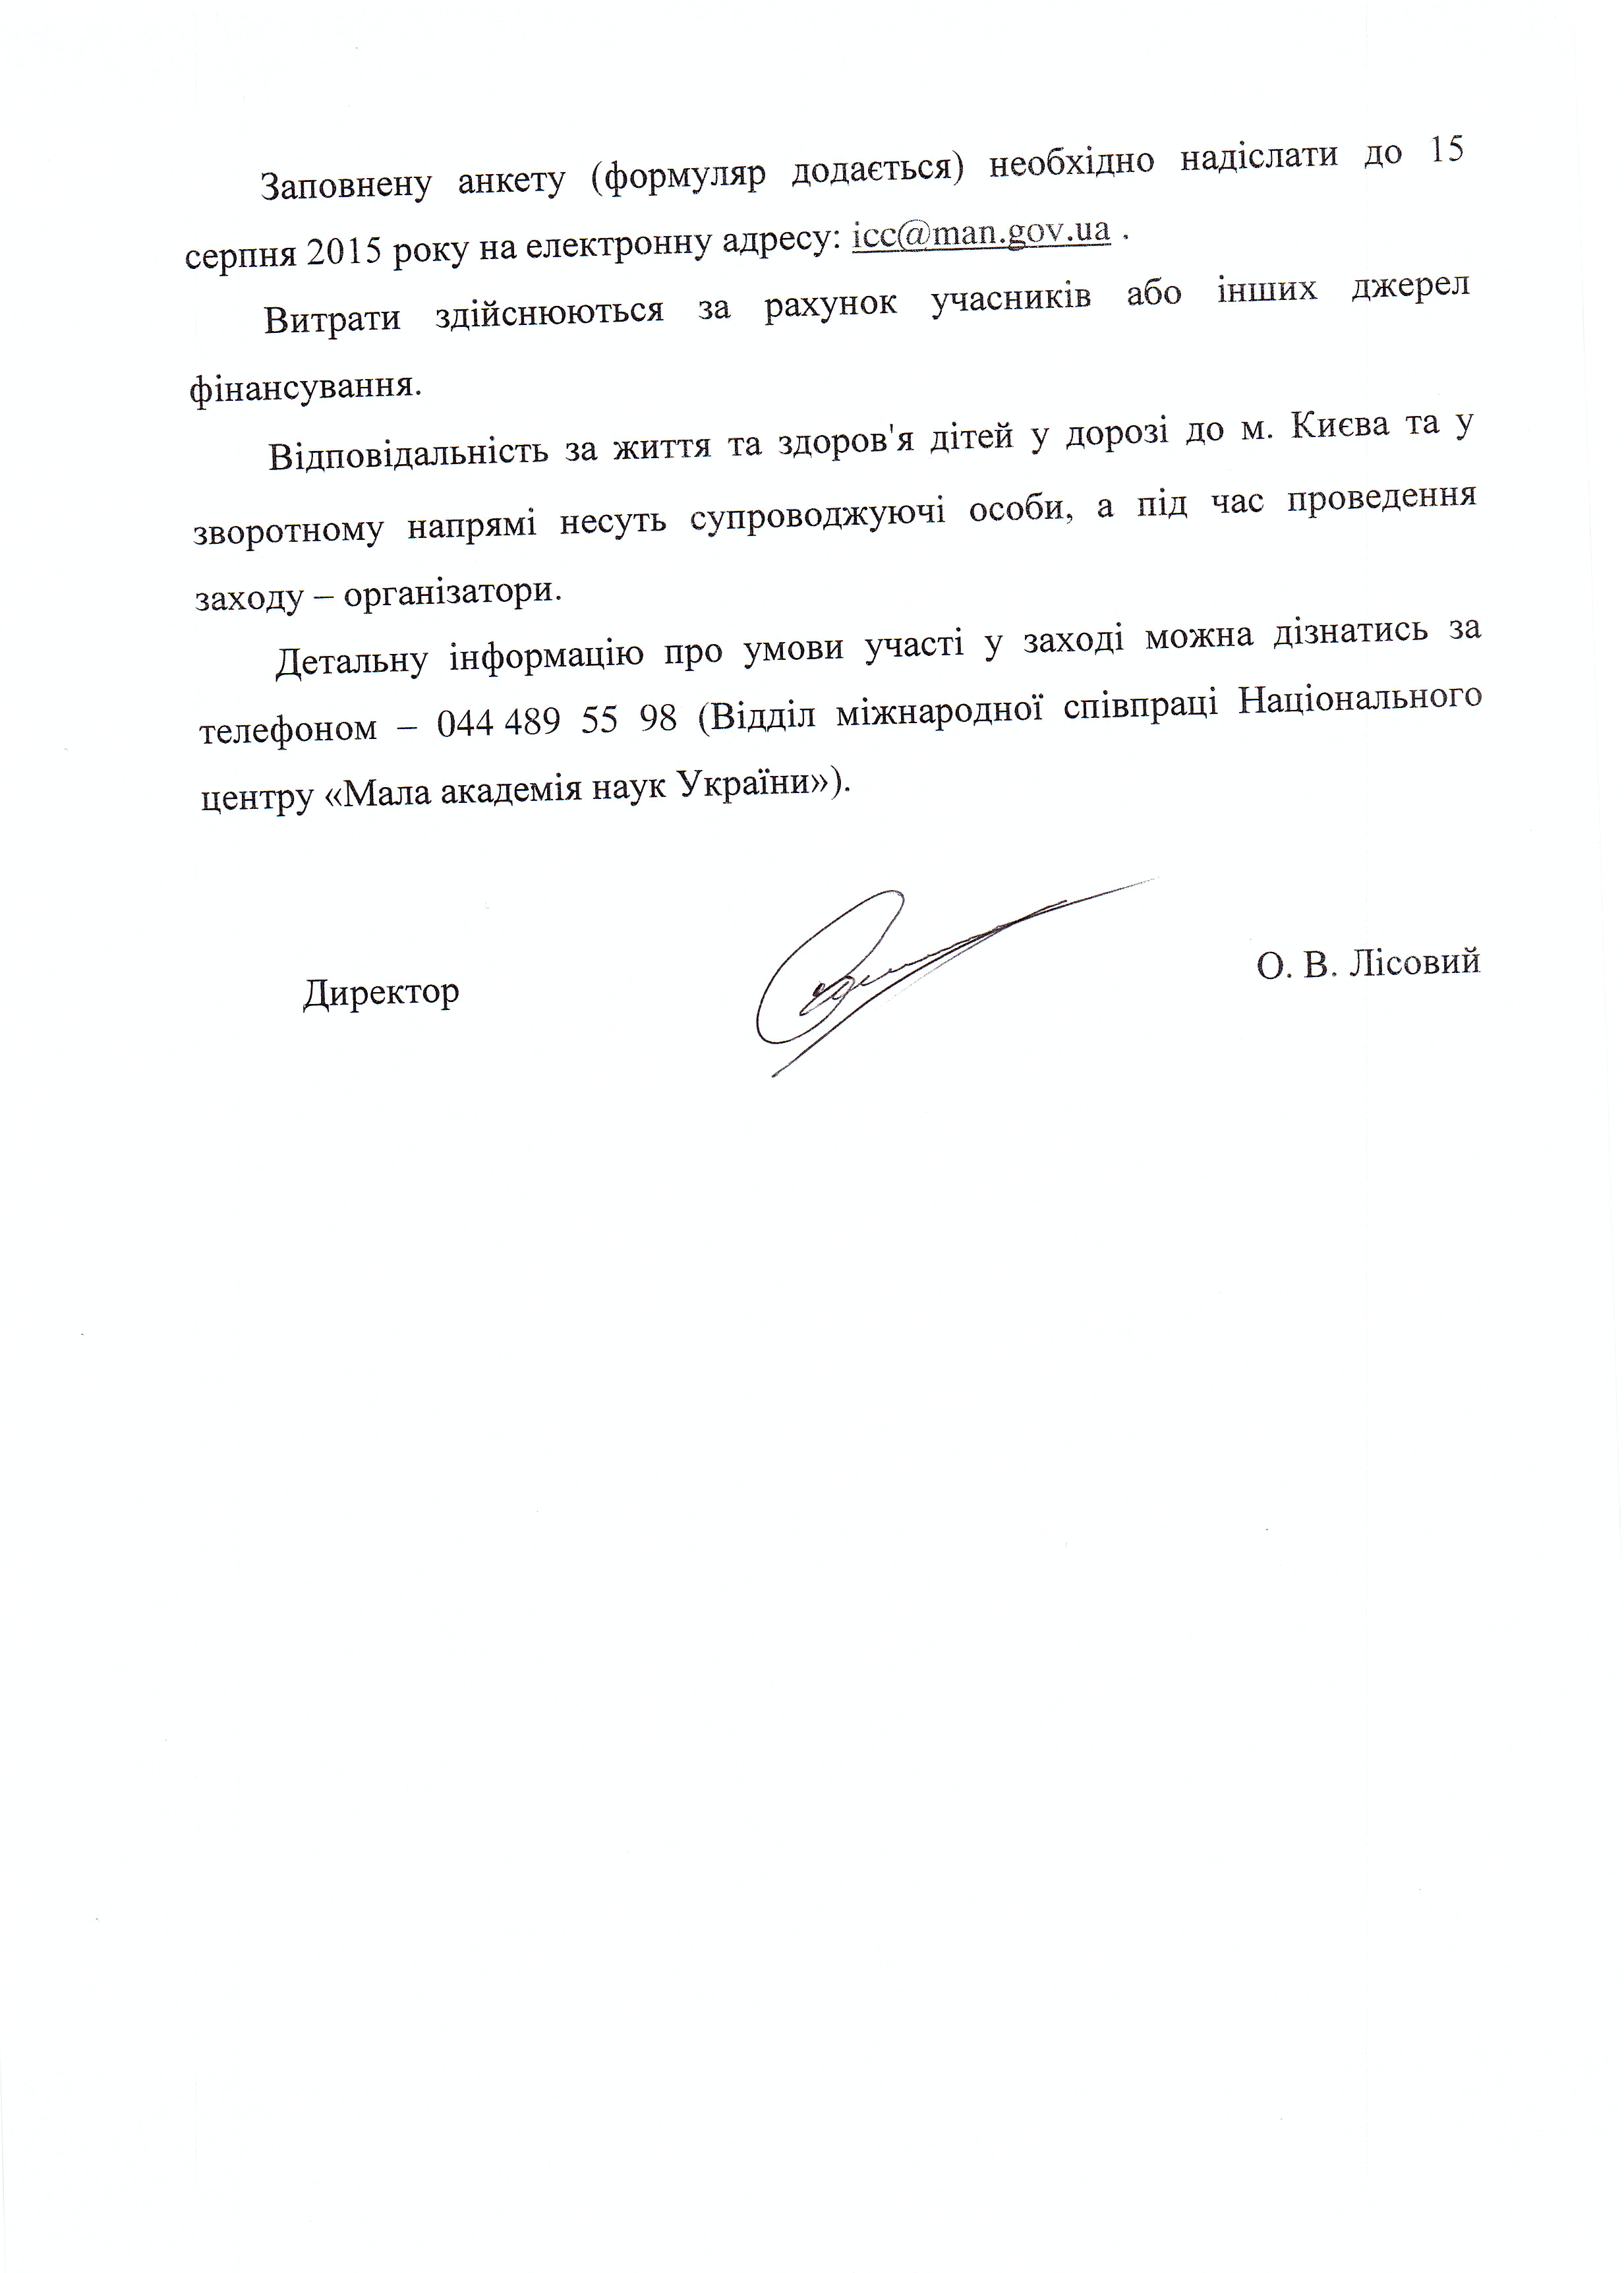 Заповнену анкету (формуляр додається) необхідно надіслати до 15
серпня 2015 року на електронну адресу: icc@man.gov.ua .
Витрати здійснюються за рахунок учасників або інших джерел
фінансування.
Відповідальність за життя та здоров'я дітей у дорозі до м. Києва та у
зворотному напрямі несуть супроводжуючі особи, а під час проведення
заходу – організатори.
Детальну інформацію про умови участі у заході можна дізнатись за
телефоном – 044 489 55 98 (Відділ міжнародної співпраці Національного
центру «Мала академія наук України»).
Директор
О. В. Лісовий